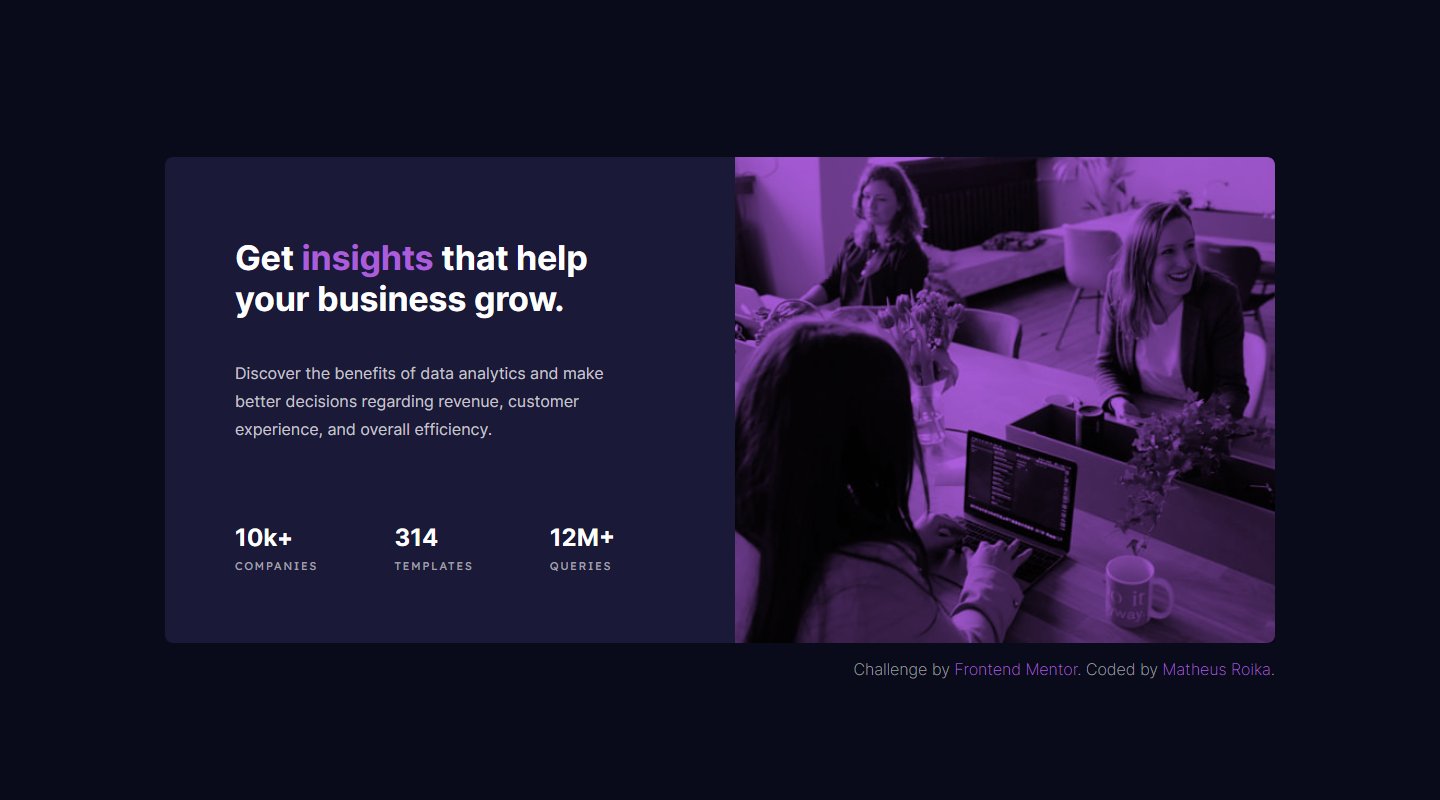 Get insights that help
your business grow.
Discover the benefits of data analytics and make
better decisions regarding revenue, customer
experience, and overall efficiency.
10k+ 314 12M+
COMPANIES TEMPLATES QUERIES
Challenge by Frontend Mentor. Coded by Matheus Roika.